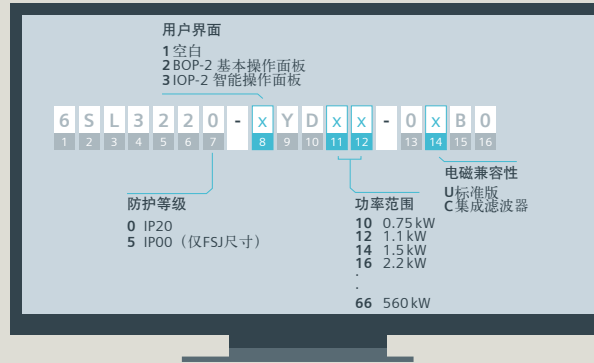 用户界面
1 空白
2 BOP-2 基本操作面板
3 IOP-2 智能操作面板
6 S L 3 2 2 0 - x Y D x x - 0 x B 0
1 2 3 4 5 6 7 8 9 10 11 12 13 14 15 16
电磁兼容性
U标准版
C集成滤波器
防护等级
0 IP20
5 IP00（仅FSJ尺寸）
功率范围
10 0.75 kW
12 1.1 kW
14 1.5 kW
16 2.2 kW
.
.
66 560 kW